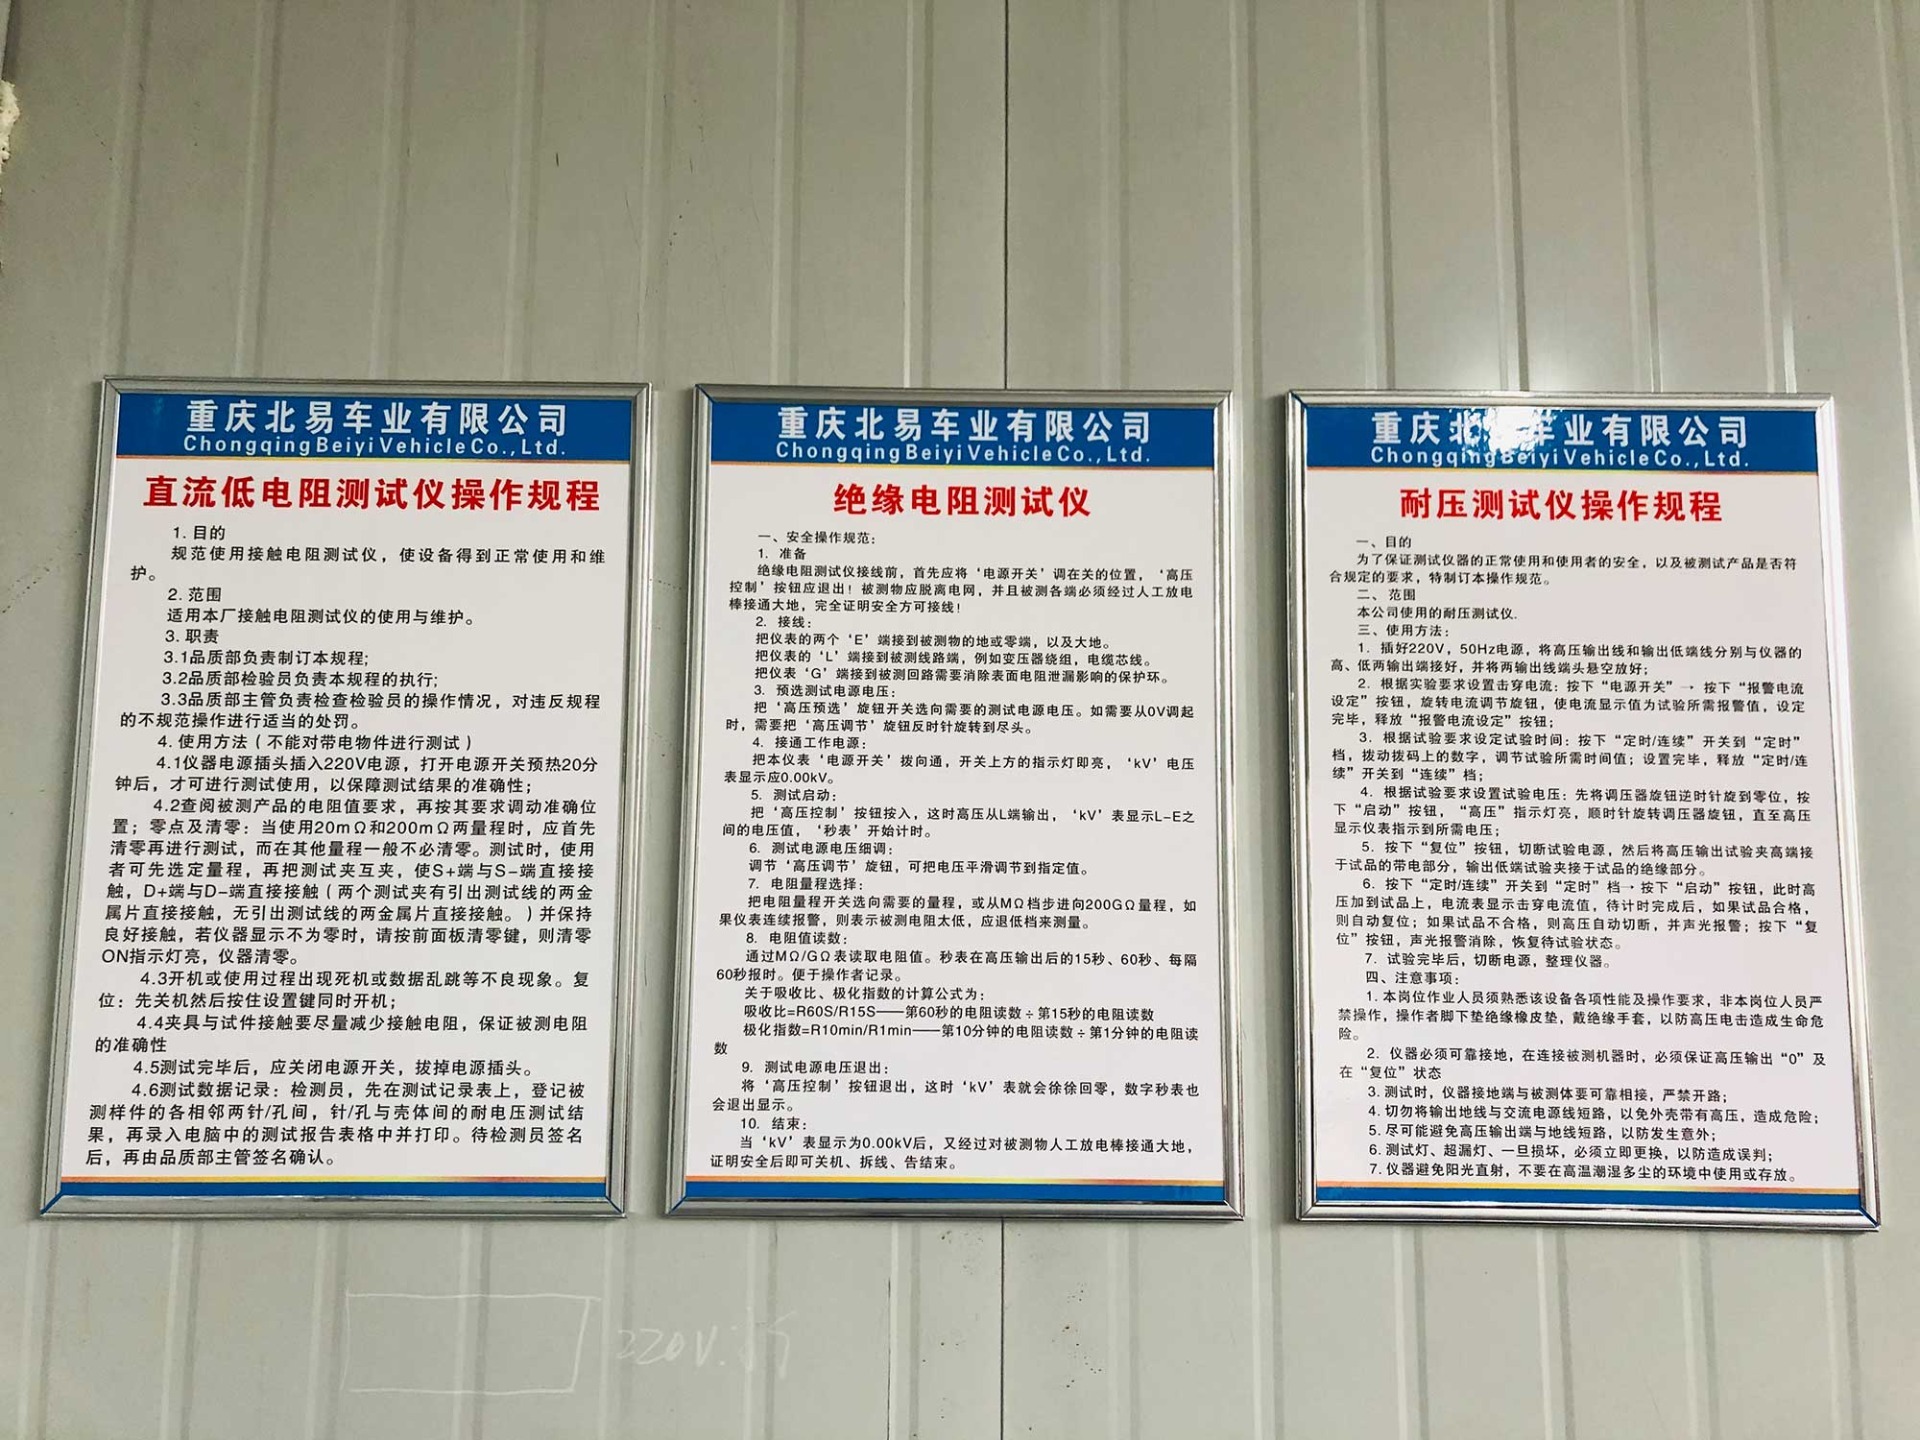 重庆北易车业有限公司
Chongqing Beiyi Vehicle Co., Ltd.
直流低电阻测试仪操作规程
1. 目的
规范使用接触电阻测试仪，使设备得到正常使用和维
护。
2. 范围
适用本厂接触电阻测试仪的使用与维护。
3. 职责
3.1品质部负责制订本规程;
3.2品质部检验员负责本规程的执行;
3.3品质部主管负责检查检验员的操作情况，对违反规程
的不规范操作进行适当的处罚。
4. 使用方法（不能对带电物件进行测试）
4.1仪器电源插头插入220V电源，打开电源开关预热20分
钟后，才可进行测试使用，以保障测试结果的准确性；
4.2查阅被测产品的电阻值要求，再按其要求调动准确位
置；零点及清零：当使用20mΩ和200mΩ两量程时，应首先
清零再进行测试，而在其他量程一般不必清零。测试时，使用
者可先选定量程，再把测试夹互夹，使S+端与S-端直接接
触，D+端与D-端直接接触（两个测试夹有引出测试线的两金
属片直接接触，无引出测试线的两金属片直接接触。）并保持
良好接触，若仪器显示不为零时，请按前面板清零键，则清零
ON指示灯亮，仪器清零。
4.3开机或使用过程出现死机或数据乱跳等不良现象。复
位：先关机然后按住设置键同时开机；
4.4夹具与试件接触要尽量减少接触电阻，保证被测电阻
的准确性
4.5测试完毕后，应关闭电源开关，拔掉电源插头。
4.6测试数据记录：检测员，先在测试记录表上，登记被
测样件的各相邻两针/孔间，针/孔与壳体间的耐电压测试结
果，再录入电脑中的测试报告表格中并打印。待检测员签名
后，再由品质部主管签名确认。
重庆北易车业有限公司
Chongqing Beiyi Vehicle Co., Ltd.
绝缘电阻测试仪
一、安全操作规范：
1. 准备
绝缘电阻测试仪接线前，首先应将‘电源开关’调在关的位置，‘高压
控制’按钮应退出！被测物应脱离电网，并且被测各端必须经过人工放电
棒接通大地，完全证明安全方可接线！
2. 接线：
把仪表的两个‘E’端接到被测物的地或零端，以及大地。
把仪表的‘L’端接到被测线路端，例如变压器绕组，电缆芯线。
把仪表‘G’端接到被测回路需要消除表面电阻泄漏影响的保护环。
3. 预选测试电源电压：
把‘高压预选’旋钮开关选向需要的测试电源电压。如需要从0V调起
时，需要把‘高压调节’旋钮反时针旋转到尽头。
4. 接通工作电源：
把本仪表‘电源开关’拨向通，开关上方的指示灯即亮，‘kV’电压
表显示应0.00kV。
5. 测试启动：
把‘高压控制’按钮按入，这时高压从L端输出，‘kV’表显示L-E之
间的电压值，‘秒表’开始计时。
6. 测试电源电压细调：
调节‘高压调节’旋钮，可把电压平滑调节到指定值。
7. 电阻量程选择：
把电阻量程开关选向需要的量程，或从MΩ档步进向200GΩ量程，如
果仪表连续报警，则表示被测电阻太低，应退低档来测量。
8. 电阻值读数：
通过MΩ/GΩ表读取电阻值。秒表在高压输出后的15秒、60秒、每隔
60秒报时。便于操作者记录。
关于吸收比、极化指数的计算公式为：
吸收比=R60S/R15S——第60秒的电阻读数÷第15秒的电阻读数
极化指数=R10min/R1min——第10分钟的电阻读数÷第1分钟的电阻读
数
9. 测试电源电压退出：
将‘高压控制’按钮退出，这时‘kV’表就会徐徐回零，数字秒表也
会退出显示。
10. 结束：
当‘kV’表显示为0.00kV后，又经过对被测物人工放电棒接通大地，
证明安全后即可关机、拆线、告结束。
重庆北易车业有限公司
Chongqing Beiyi Vehicle Co., Ltd.
耐压测试仪操作规程
一、目的
为了保证测试仪器的正常使用和使用者的安全，以及被测试产品是否符
合规定的要求，特制订本操作规范。
二、范围
本公司使用的耐压测试仪.
三、使用方法：
1. 插好220V，50Hz电源，将高压输出线和输出低端线分别与仪器的
高、低两输出端接好，并将两输出线端头悬空放好；
2. 根据实验要求设置击穿电流：按下“电源开关”→ 按下“报警电流
设定”按钮，旋转电流调节旋钮，使电流显示值为试验所需报警值，设定
完毕，释放“报警电流设定”按钮；
3. 根据试验要求设定试验时间：按下“定时/连续”开关到“定时”
档，拨动拨码上的数字，调节试验所需时间值；设置完毕，释放“定时/连
续”开关到“连续”档；
4. 根据试验要求设置试验电压：先将调压器旋钮逆时针旋到零位，按
下“启动”按钮，“高压”指示灯亮，顺时针旋转调压器旋钮，直至高压
显示仪表指示到所需电压；
5. 按下“复位”按钮，切断试验电源，然后将高压输出试验夹高端接
于试品的带电部分，输出低端试验夹接于试品的绝缘部分。
6. 按下“定时/连续”开关到“定时”档→按下“启动”按钮，此时高
压加到试品上，电流表显示击穿电流值，待计时完成后，如果试品合格，
则自动复位；如果试品不合格，则高压自动切断，并声光报警；按下“复
位”按钮，声光报警消除，恢复待试验状态。
7. 试验完毕后，切断电源，整理仪器。
四、注意事项：
1. 本岗位作业人员须熟悉该设备各项性能及操作要求，非本岗位人员严
禁操作，操作者脚下垫绝缘橡皮垫，戴绝缘手套，以防高压电击造成生命危
险。
2. 仪器必须可靠接地，在连接被测机器时，必须保证高压输出“0”及
在“复位”状态
3. 测试时，仪器接地端与被测体要可靠相接，严禁开路；
4. 切勿将输出地线与交流电源线短路，以免外壳带有高压，造成危险；
5. 尽可能避免高压输出端与地线短路，以防发生意外；
6. 测试灯、超漏灯、一旦损坏，必须立即更换，以防造成误判；
7. 仪器避免阳光直射，不要在高温潮湿多尘的环境中使用或存放。
220V